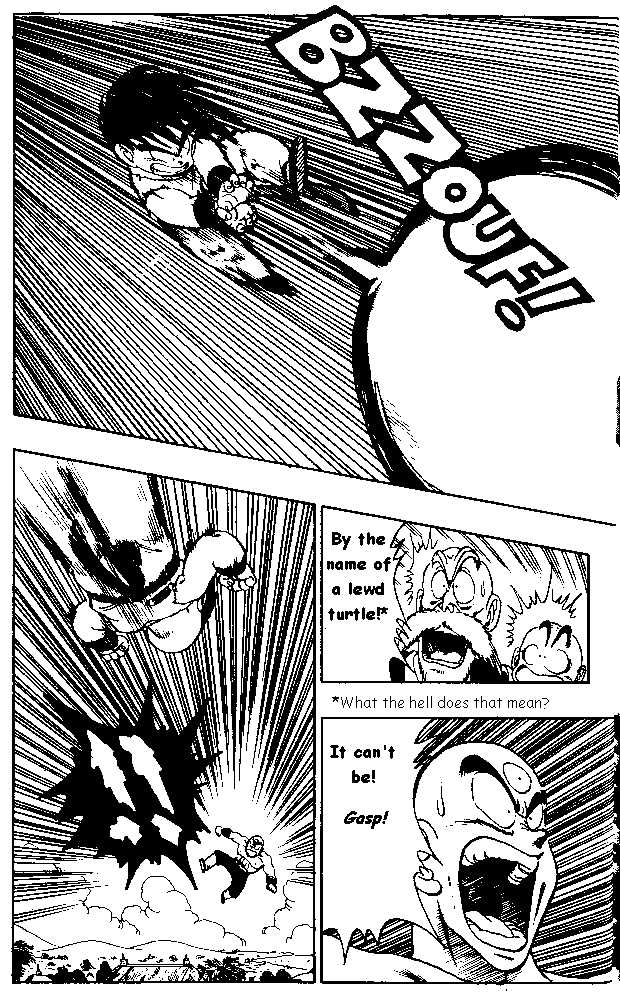 BZZOUF!
!!
By the
name of
a lewd
turtle!*
*What the hell does that mean?
It can't
be!
Gasp!